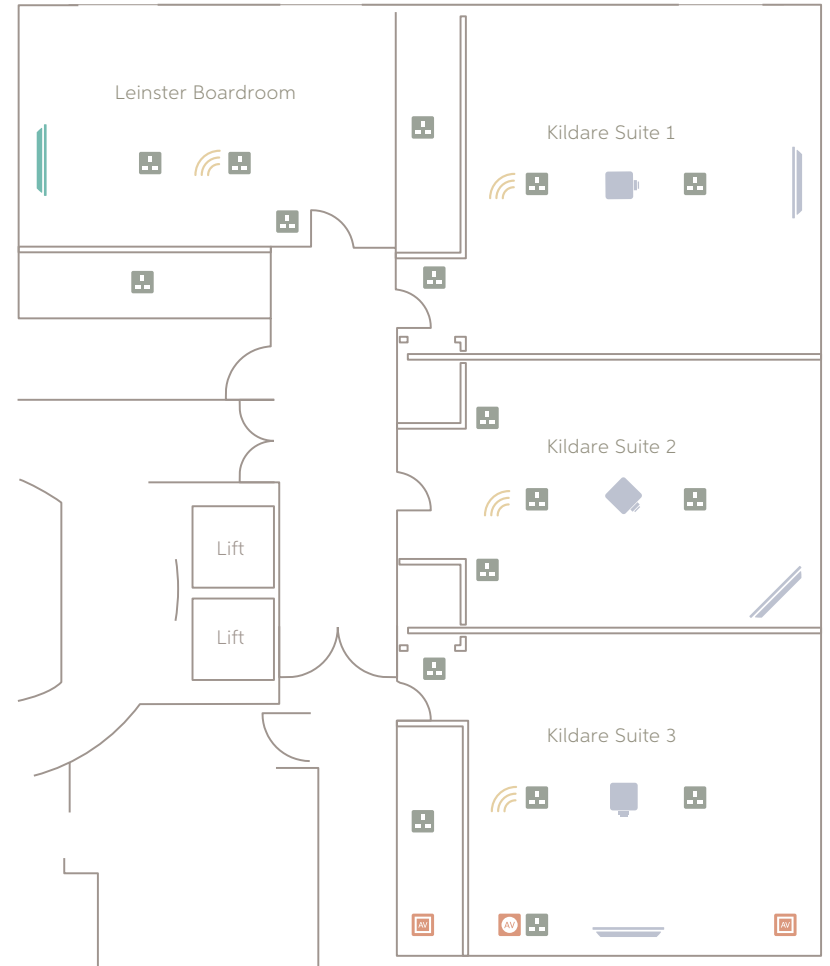 Leinster Boardroom
Kildare Suite 1
Kildare Suite 2
Lift
Lift
Kildare Suite 3
AV
AV
AV